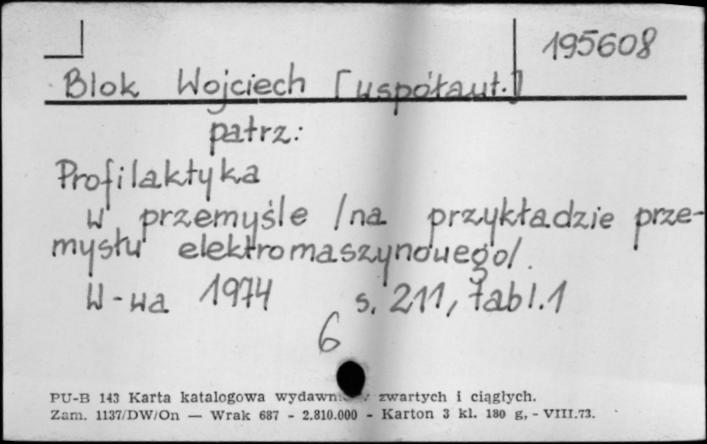 195608
Blok Wojciech [współaut.]
patrz:
Profilaktyka
w przemyśle /na przykładzie prze-
mysłu elektromaszynowego/.
W-wa 1974 s. 211, tabl. 1
6
PU-B 143 Karta katalogowa wydawn zwartych i ciągłych.
Zam. 1137/DW/On — Wrak 687 - 2.810.000 - Karton 3 kl. 180 g, - VIII.73.